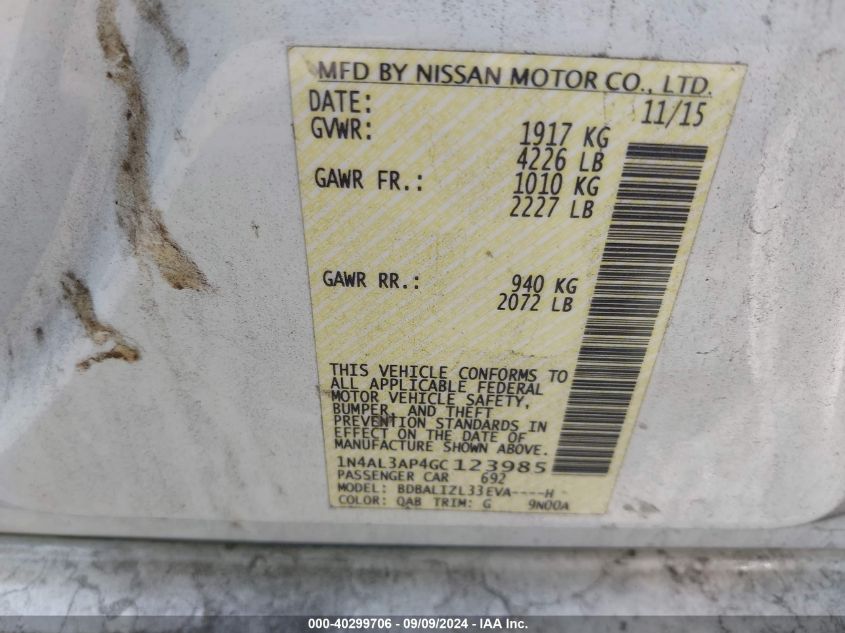 MFD BY NISSAN MOTOR CO., LTD.
DATE: 11/15
GVWR: 1917 KG
4226 LB
GAWR FR.: 1010 KG
2227 LB
GAWR RR.: 940 KG
2072 LB
THIS VEHICLE CONFORMS TO
ALL APPLICABLE FEDERAL
MOTOR VEHICLE SAFETY,
BUMPER, AND THEFT
PREVENTION STANDARDS IN
EFFECT ON THE DATE OF
MANUFACTURE SHOWN ABOVE.
1N4AL3AP4GC123985
PASSENGER CAR 692
MODEL: BDBALIZL33EVA----H
COLOR: QAB TRIM: G 9N00A
000-40299706 - 09/09/2024 - IAA Inc.